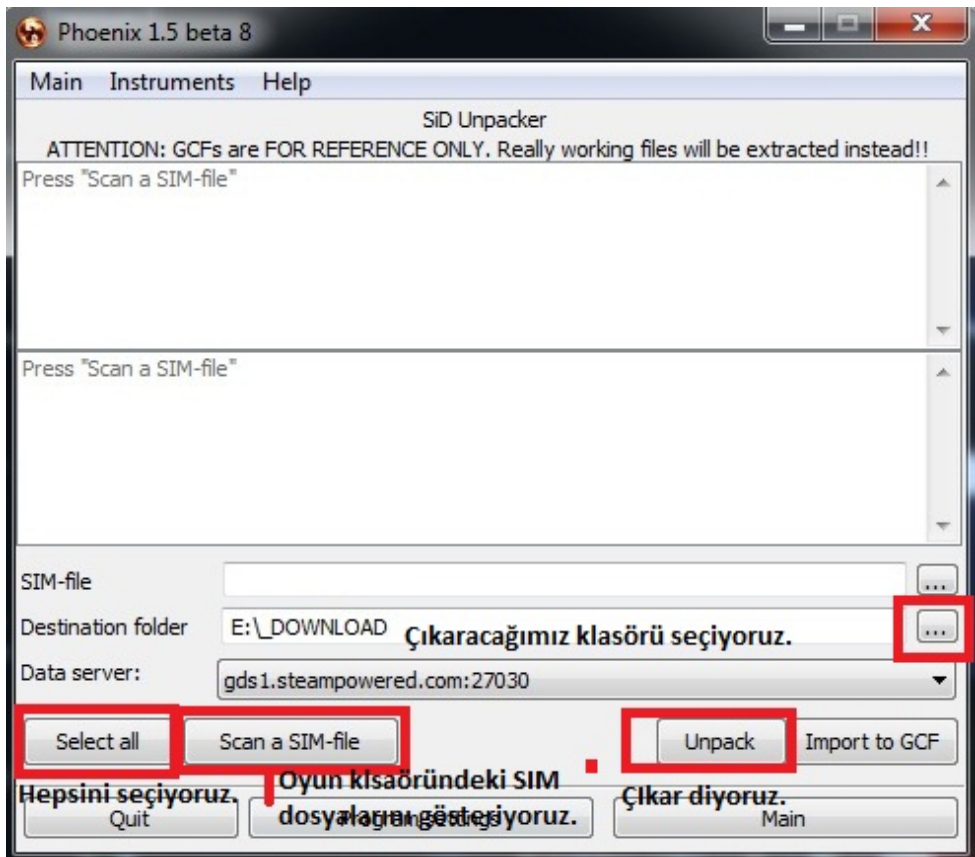 Phoenix 1.5 beta 8
Main Instruments Help
SiD Unpacker
ATTENTION: GCFs are FOR REFERENCE ONLY. Really working files will be extracted instead!!
Press "Scan a SIM-file"
Press "Scan a SIM-file"
SIM-file ...
Destination folder E:\_DOWNLOAD Çıkaracağımız klasörü seçiyoruz. ...
Data server: gds1.steampowered.com:27030
Select all Scan a SIM-file Unpack Import to GCF
Hepsini seçiyoruz. Oyun klsaöründeki SIM ÇIkar diyoruz.
dosyalarını gösteriyoruz.
Quit Program settings Main